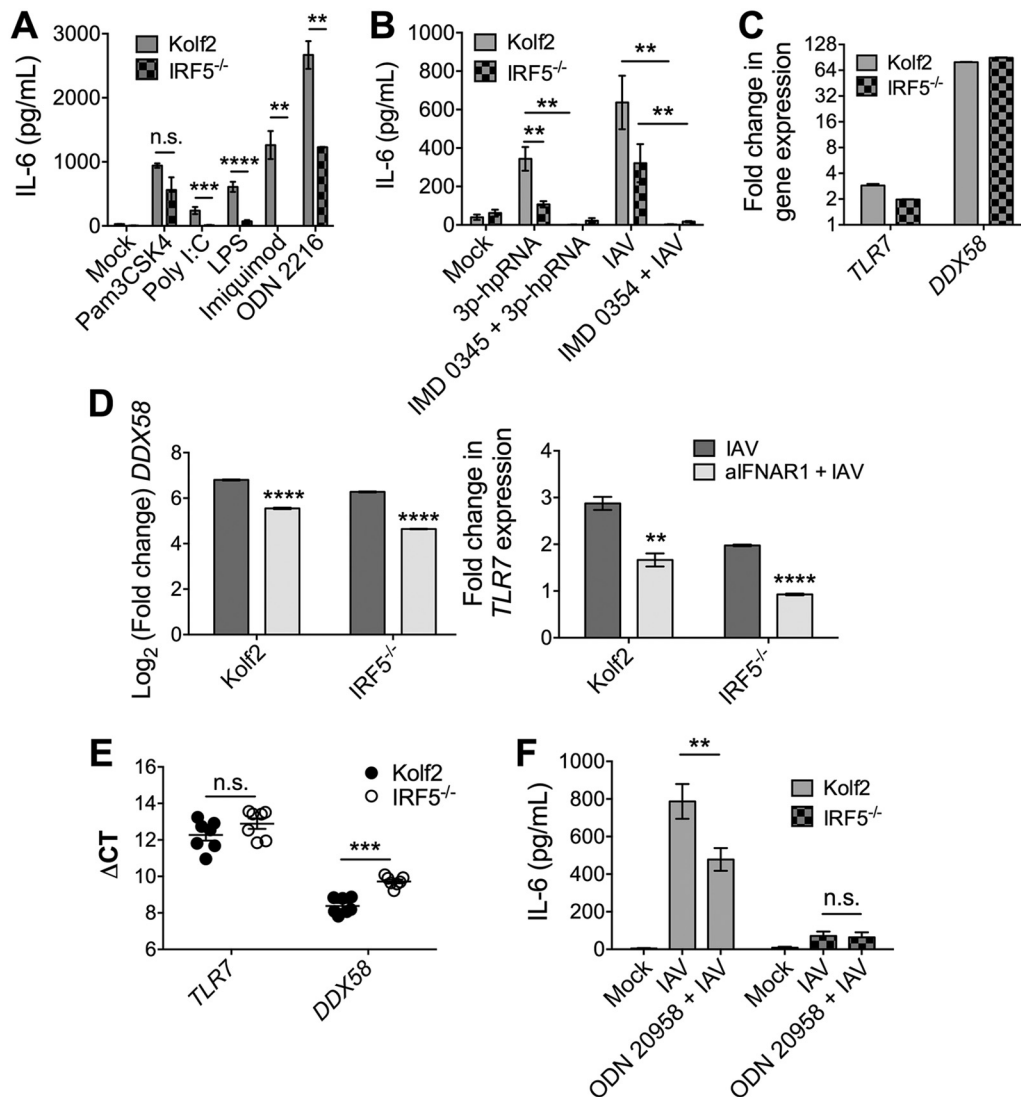 A
IL-6 (pg/mL)
3000
2000
1000
0
Kolf2
IRF5-/-
n.s.
***
****
**
**
Mock
Pam3CSK4
Poly I:C
LPS
Imiquimod
ODN 2216
B
IL-6 (pg/mL)
1000
800
600
400
200
0
Kolf2
IRF5-/-
**
**
**
**
Mock
3p-hpRNA
IMD 0345 + 3p-hpRNA
IAV
IMD 0354 + IAV
C
Fold change in
gene expression
128
64
32
16
8
4
2
1
Kolf2
IRF5-/-
TLR7
DDX58
D
Log2 (Fold change) DDX58
8
6
4
2
0
****
****
Kolf2
IRF5-/-
Fold change in
TLR7 expression
4
3
2
1
0
IAV
aIFNAR1 + IAV
**
****
Kolf2
IRF5-/-
E
ΔCT
16
14
12
10
8
6
Kolf2
IRF5-/-
n.s.
***
TLR7
DDX58
F
IL-6 (pg/mL)
1000
800
600
400
200
0
Kolf2
IRF5-/-
**
n.s.
Mock
IAV
ODN 20958 + IAV
Mock
IAV
ODN 20958 + IAV